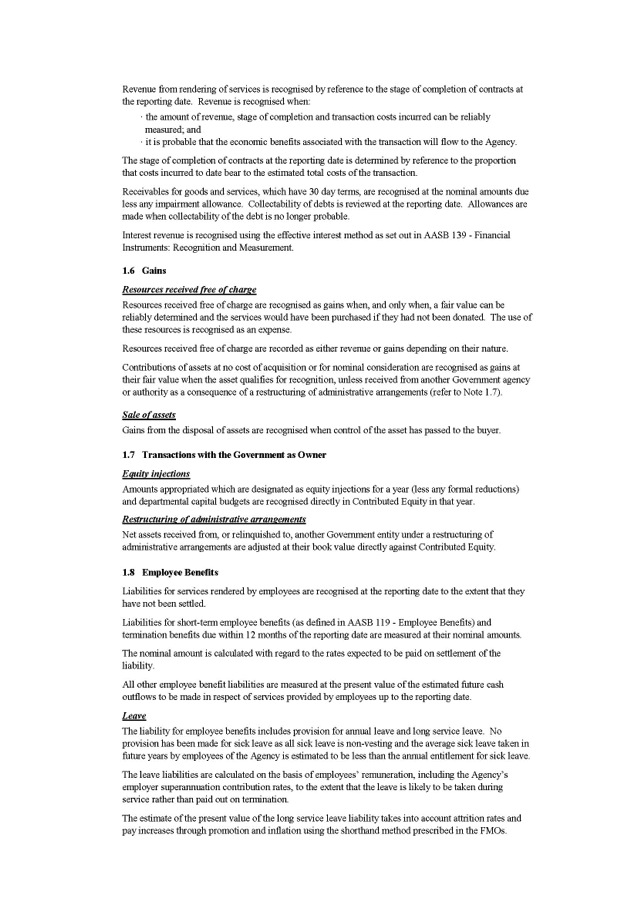 Revenue from rendering of services is recognised by reference to the stage of completion of contracts at
the reporting date.  Revenue is recognised when:
· the amount of revenue, stage of completion and transaction costs incurred can be reliably
measured; and
· it is probable that the economic benefits associated with the transaction will flow to the Agency.
The stage of completion of contracts at the reporting date is determined by reference to the proportion
that costs incurred to date bear to the estimated total costs of the transaction.
Receivables for goods and services, which have 30 day terms, are recognised at the nominal amounts due
less any impairment allowance.  Collectability of debts is reviewed at the reporting date.  Allowances are
made when collectability of the debt is no longer probable.
Interest revenue is recognised using the effective interest method as set out in AASB 139 - Financial
Instruments: Recognition and Measurement.
1.6  Gains
Resources received free of charge
Resources received free of charge are recognised as gains when, and only when, a fair value can be
reliably determined and the services would have been purchased if they had not been donated.  The use of
these resources is recognised as an expense.
Resources received free of charge are recorded as either revenue or gains depending on their nature.
Contributions of assets at no cost of acquisition or for nominal consideration are recognised as gains at
their fair value when the asset qualifies for recognition, unless received from another Government agency
or authority as a consequence of a restructuring of administrative arrangements (refer to Note 1.7).
Sale of assets
Gains from the disposal of assets are recognised when control of the asset has passed to the buyer.
1.7  Transactions with the Government as Owner
Equity injections
Amounts appropriated which are designated as equity injections for a year (less any formal reductions)
and departmental capital budgets are recognised directly in Contributed Equity in that year.
Restructuring of administrative arrangements
Net assets received from, or relinquished to, another Government entity under a restructuring of
administrative arrangements are adjusted at their book value directly against Contributed Equity.
1.8  Employee Benefits
Liabilities for services rendered by employees are recognised at the reporting date to the extent that they
have not been settled.
Liabilities for short-term employee benefits (as defined in AASB 119 - Employee Benefits) and
termination benefits due within 12 months of the reporting date are measured at their nominal amounts.
The nominal amount is calculated with regard to the rates expected to be paid on settlement of the
liability.
All other employee benefit liabilities are measured at the present value of the estimated future cash
outflows to be made in respect of services provided by employees up to the reporting date.
Leave
The liability for employee benefits includes provision for annual leave and long service leave.  No
provision has been made for sick leave as all sick leave is non-vesting and the average sick leave taken in
future years by employees of the Agency is estimated to be less than the annual entitlement for sick leave.
The leave liabilities are calculated on the basis of employees' remuneration, including the Agency's
employer superannuation contribution rates, to the extent that the leave is likely to be taken during
service rather than paid out on termination.
The estimate of the present value of the long service leave liability takes into account attrition rates and
pay increases through promotion and inflation using the shorthand method prescribed in the FMOs.